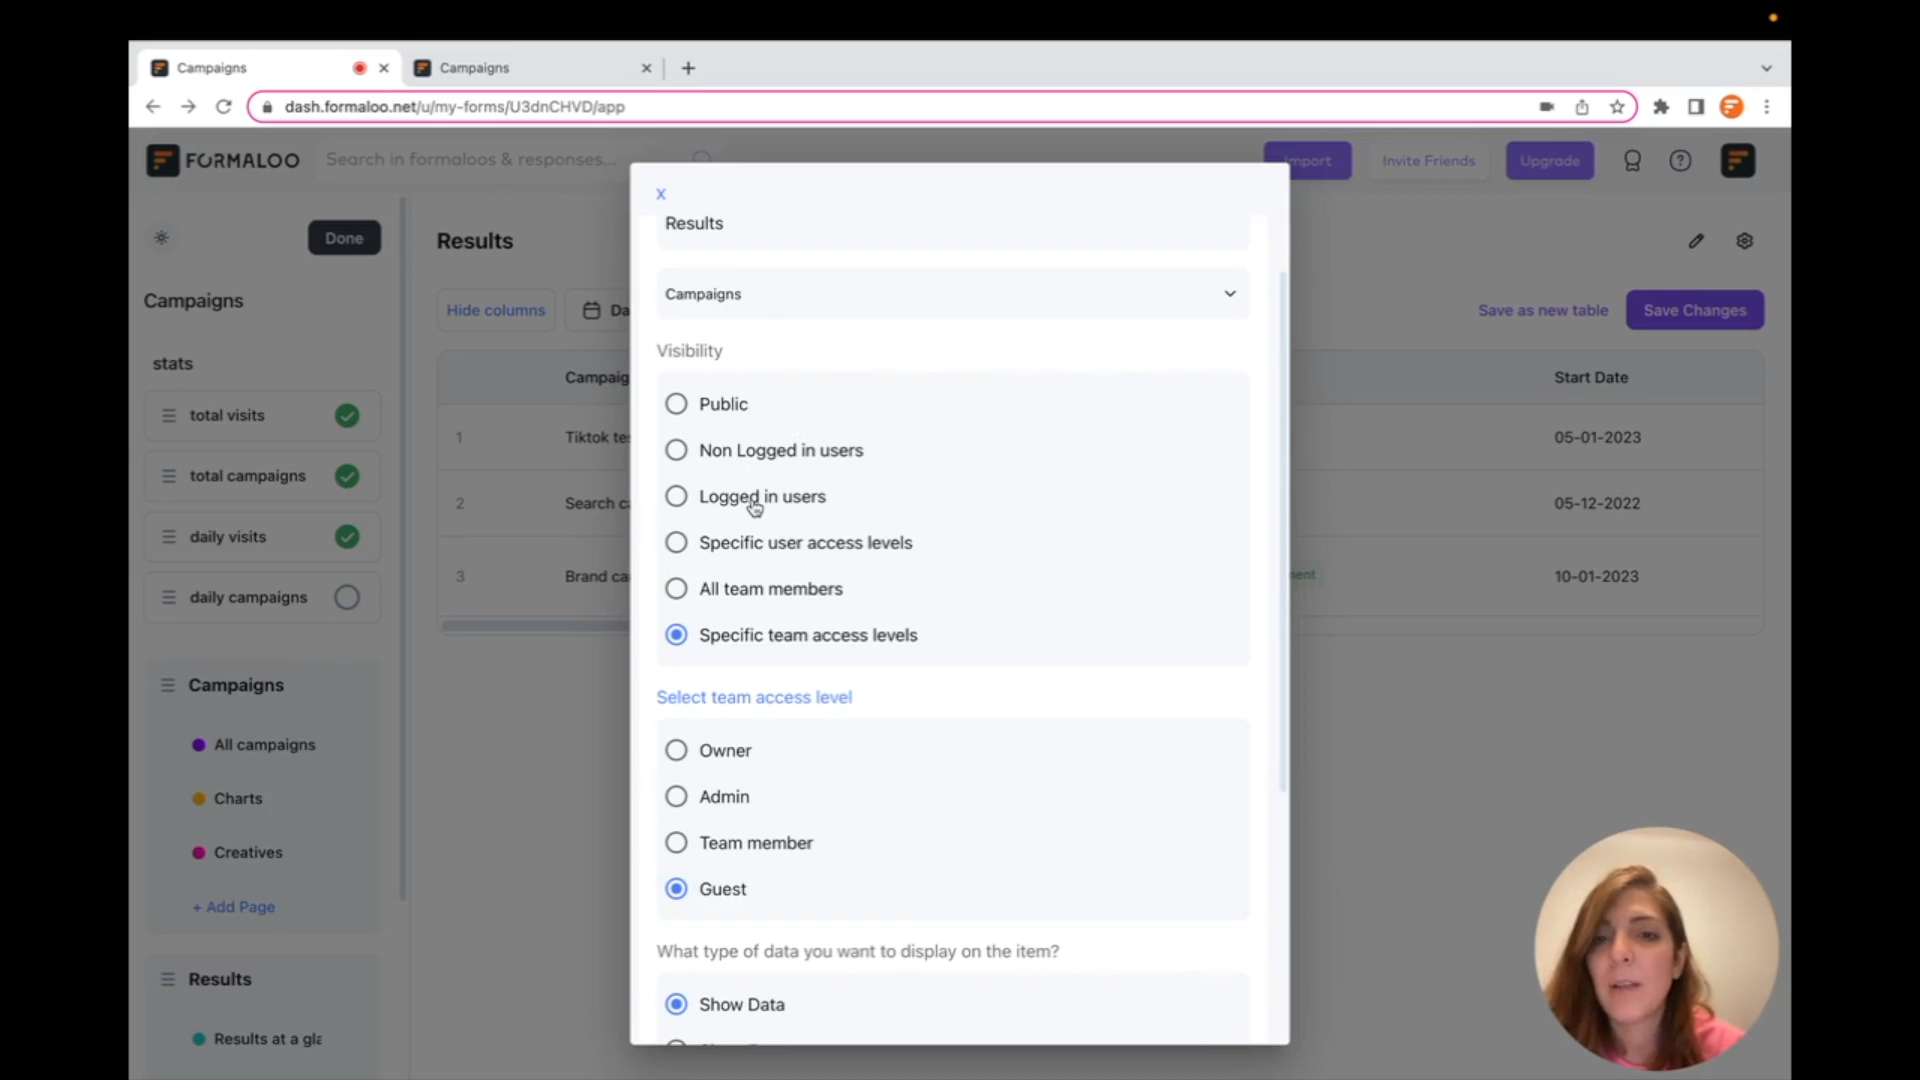 Campaigns
Campaigns
dash.formaloo.net/u/my-forms/U3dnCHVD/app
FORMALOO
Search in formaloos & responses...
Import
Invite Friends
Upgrade
X
Results
Done
Results
Campaigns
Campaigns
Hide columns
Da
Save as new table
Save Changes
Visibility
stats
Campaig
Start Date
Public
total visits
1
Tiktok te
05-01-2023
Non Logged in users
total campaigns
2
Search c
05-12-2022
Logged in users
daily visits
Specific user access levels
3
Brand ca
ment
10-01-2023
All team members
daily campaigns
Specific team access levels
Campaigns
Select team access level
All campaigns
Owner
Charts
Admin
Creatives
Team member
+ Add Page
Guest
What type of data you want to display on the item?
Results
Show Data
Results at a gla